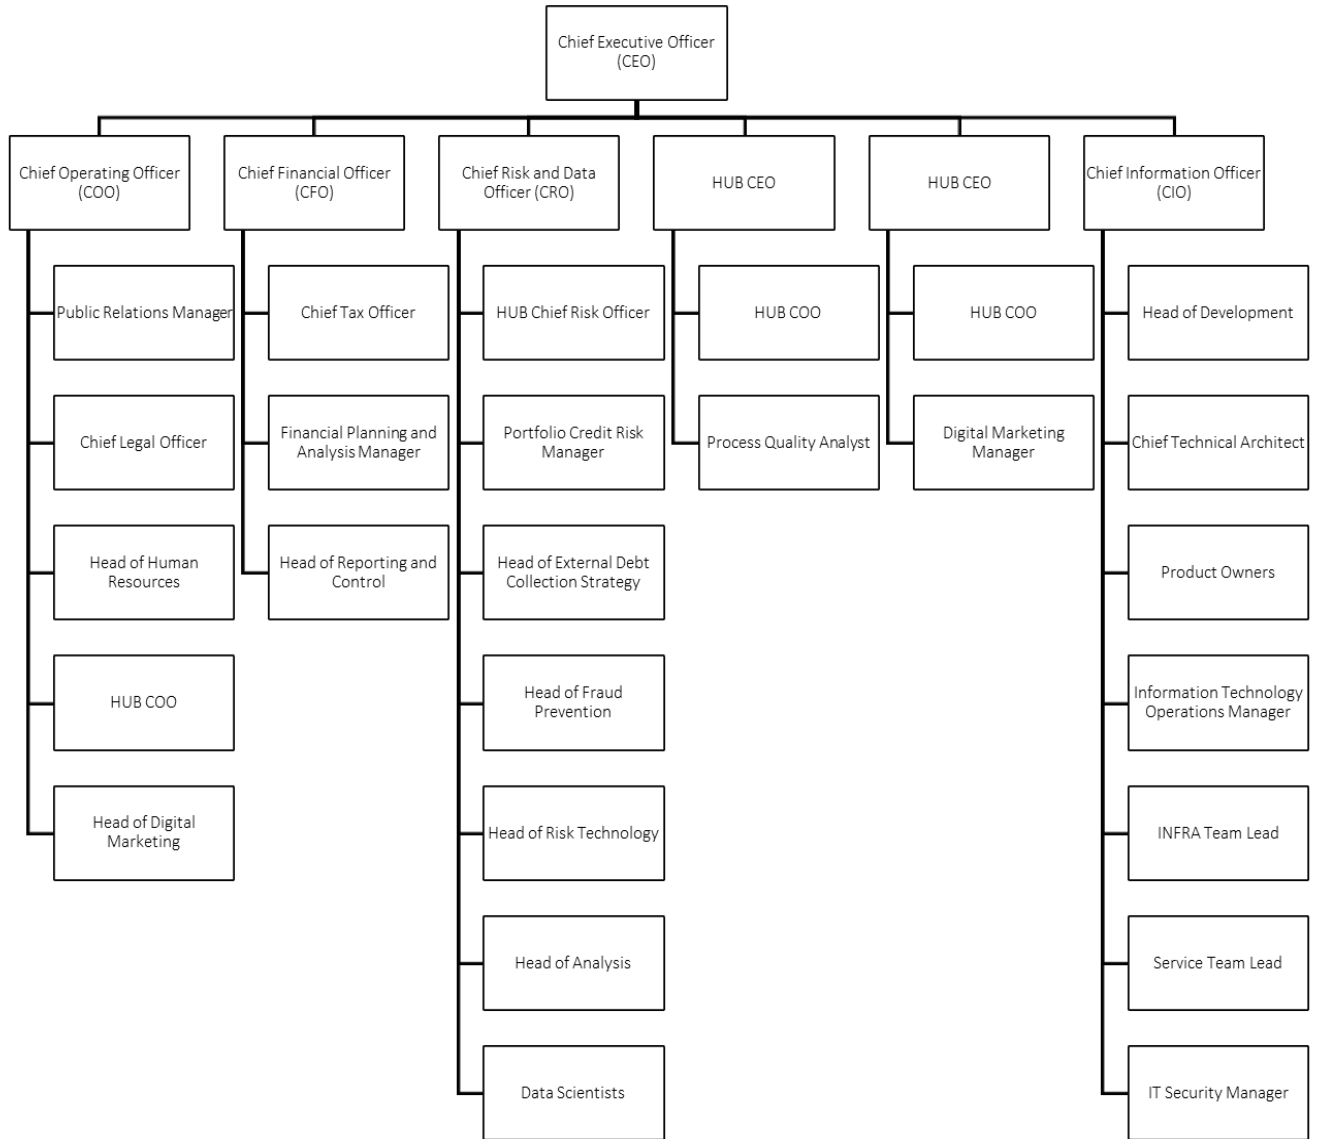 Chief Executive Officer
(CEO)
Chief Operating Officer
(COO)
Public Relations Manager
Chief Legal Officer
Head of Human
Resources
HUB COO
Head of Digital
Marketing
Chief Financial Officer
(CFO)
Chief Tax Officer
Financial Planning and
Analysis Manager
Head of Reporting and
Control
Chief Risk and Data
Officer (CRO)
HUB Chief Risk Officer
Portfolio Credit Risk
Manager
Head of External Debt
Collection Strategy
Head of Fraud
Prevention
Head of Risk Technology
Head of Analysis
Data Scientists
HUB CEO
HUB COO
Process Quality Analyst
HUB CEO
HUB COO
Digital Marketing
Manager
Chief Information Officer
(CIO)
Head of Development
Chief Technical Architect
Product Owners
Information Technology
Operations Manager
INFRA Team Lead
Service Team Lead
IT Security Manager